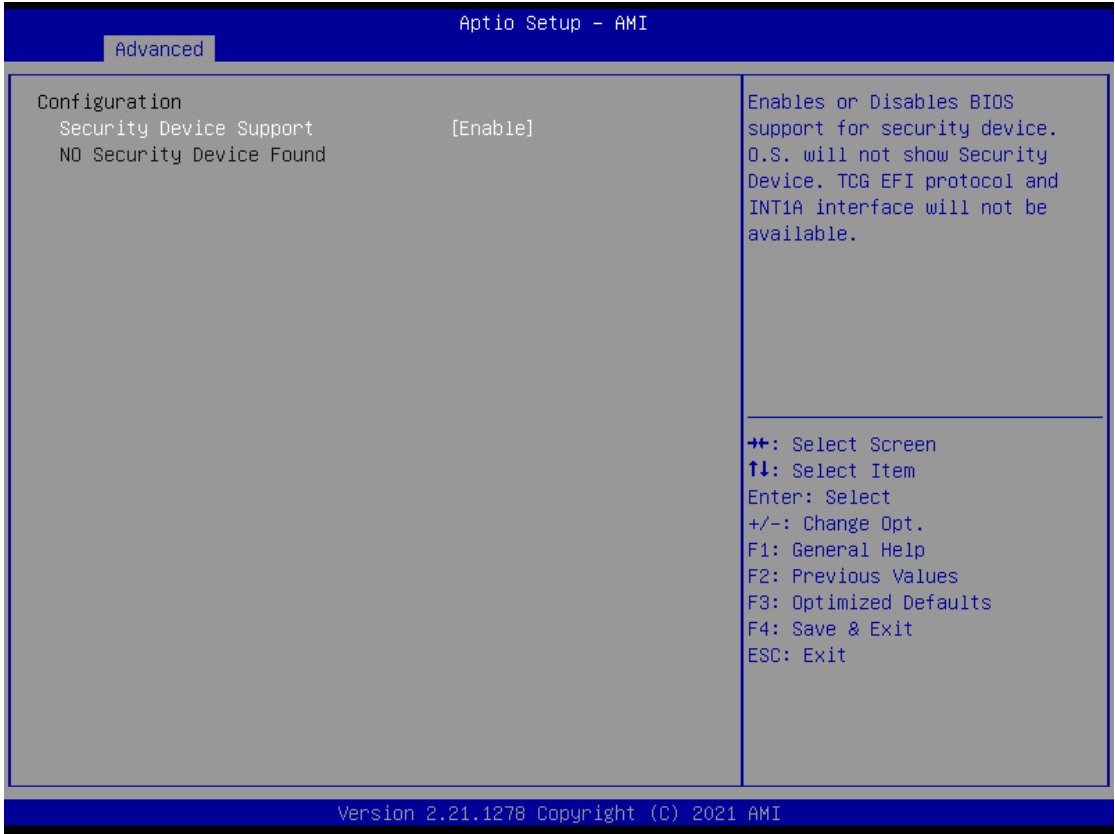 Aptio Setup - AMI
Advanced
Configuration
Security Device Support [Enable]
NO Security Device Found
Enables or Disables BIOS
support for security device.
O.S. will not show Security
Device. TCG EFI protocol and
INT1A interface will not be
available.
→←: Select Screen
↑↓: Select Item
Enter: Select
+/-: Change Opt.
F1: General Help
F2: Previous Values
F3: Optimized Defaults
F4: Save & Exit
ESC: Exit
Version 2.21.1278 Copyright (C) 2021 AMI